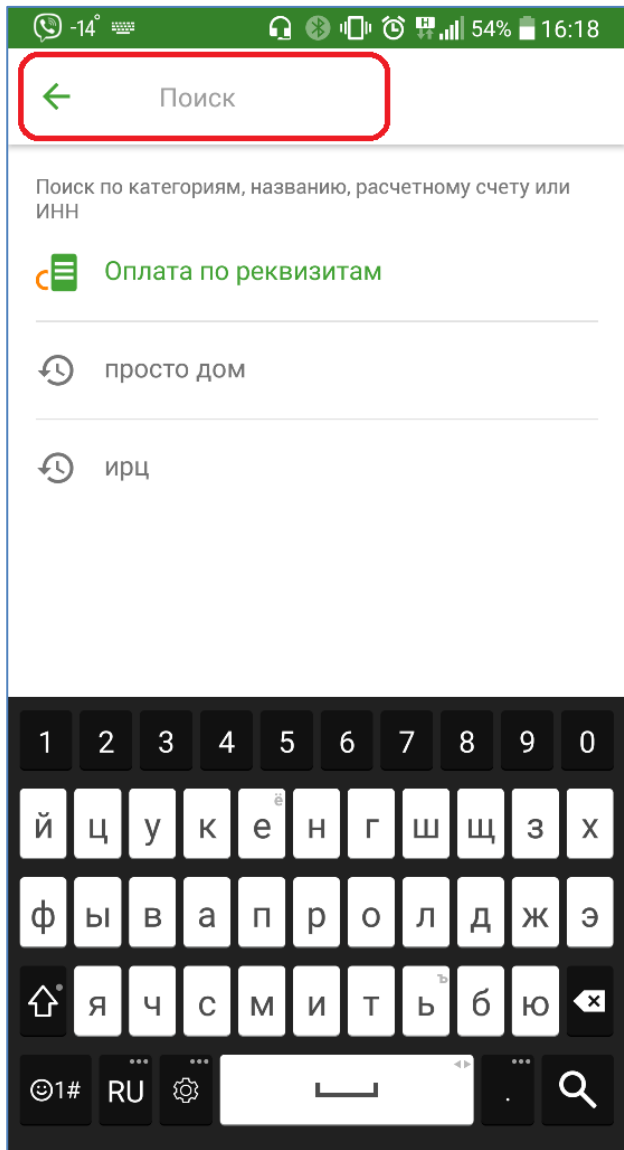 -14° 54% 16:18
Поиск
Поиск по категориям, названию, расчетному счету или
ИНН
Оплата по реквизитам
просто дом
ирц
1 2 3 4 5 6 7 8 9 0
й ц у к е ё н г ш щ з х
ф ы в а п р о л д ж э
я ч с м и т ь ъ б ю
☺1# RU .